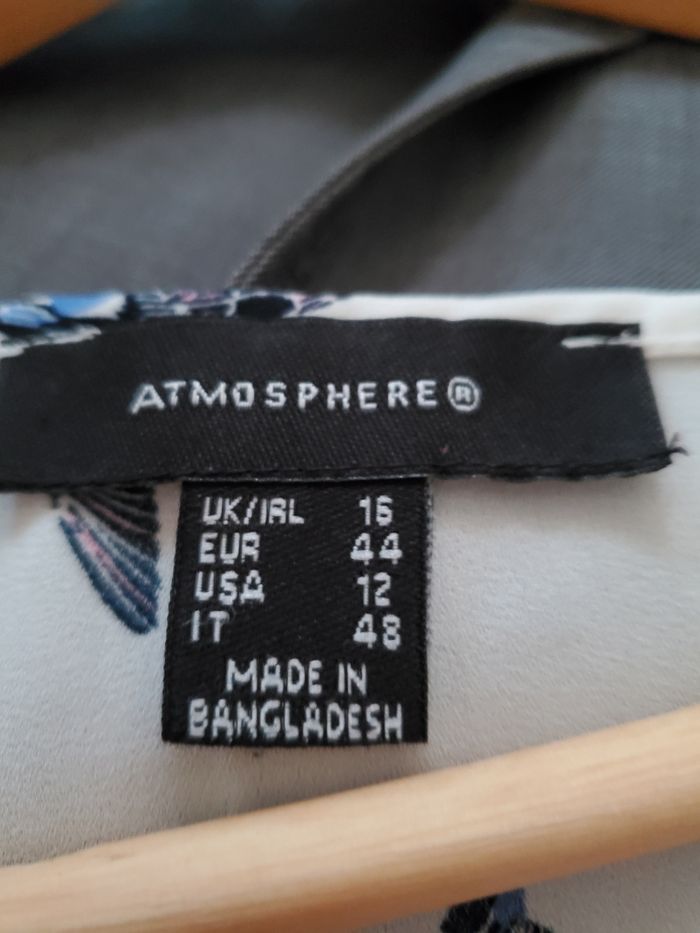 ATMOSPHERE®
UK/IRL 16
EUR 44
USA 12
IT 48
MADE IN
BANGLADESH